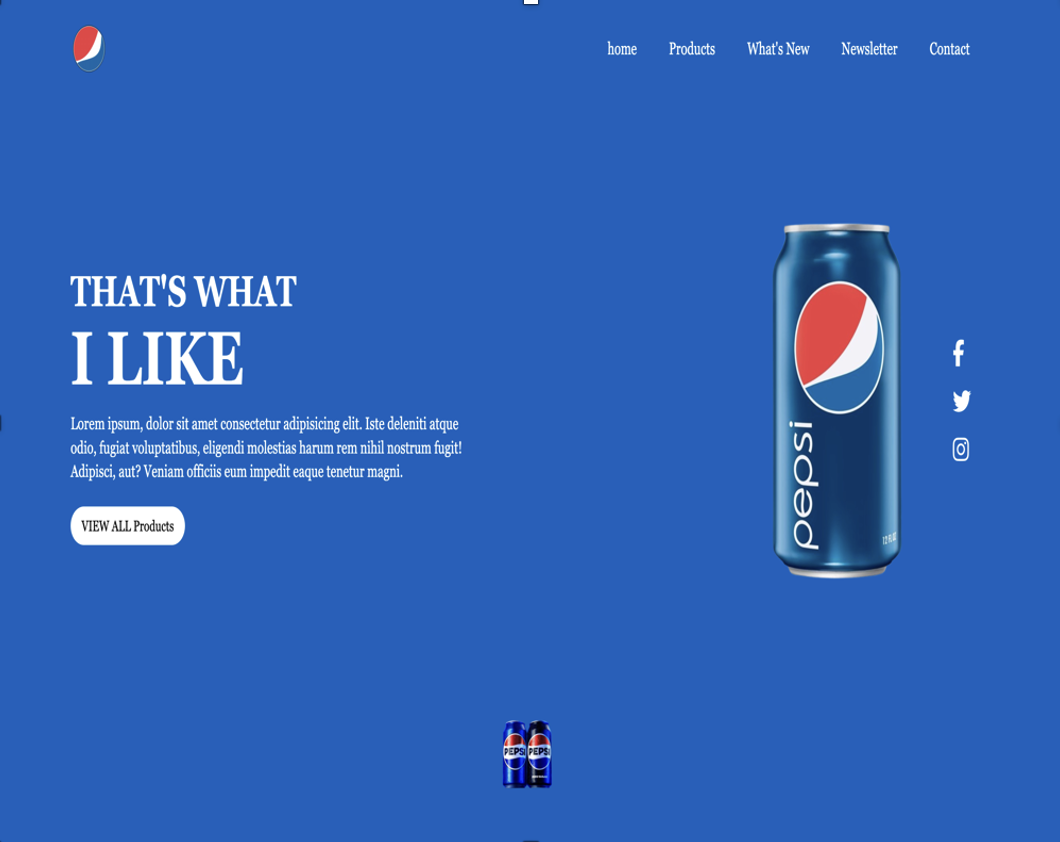 home Products What's New Newsletter Contact
THAT'S WHAT
I LIKE
Lorem ipsum, dolor sit amet consectetur adipisicing elit. Iste deleniti atque
odio, fugiat voluptatibus, eligendi molestias harum rem nihil nostrum fugit!
Adipisci, aut? Veniam officiis eum impedit eaque tenetur magni.
VIEW ALL Products
pepsi
12 Fl
PEPSI PEPSI